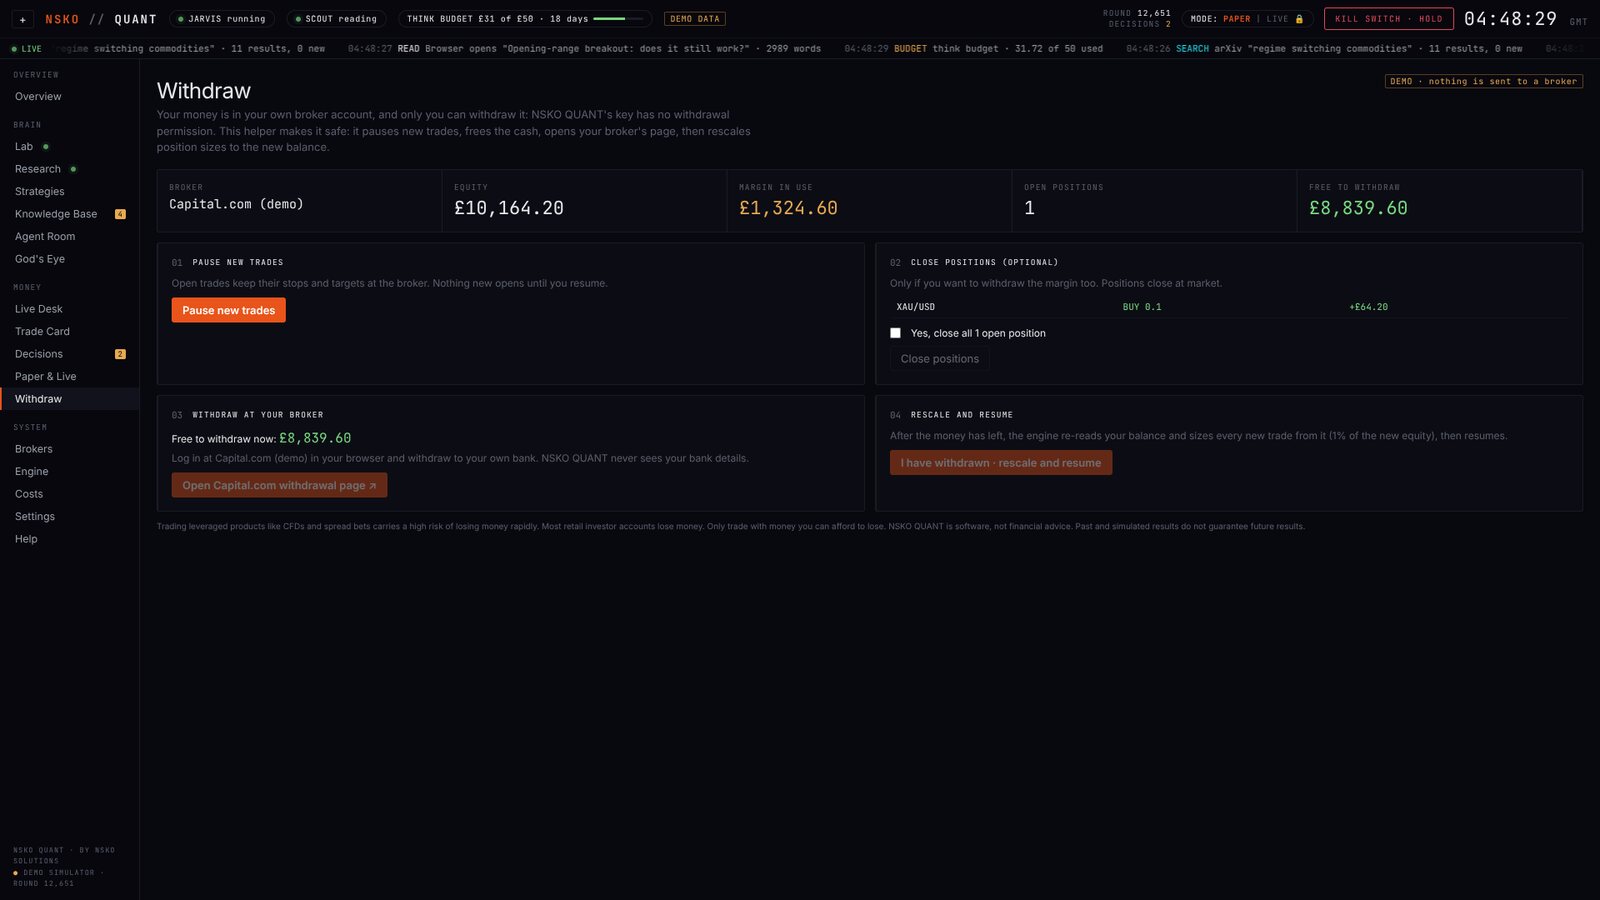 + NSKO // QUANT JARVIS running SCOUT reading THINK BUDGET £31 of £50 · 18 days DEMO DATA
ROUND 12,651
DECISIONS 2
MODE: PAPER | LIVE 🔒 KILL SWITCH · HOLD 04:48:29 GMT
LIVE regime switching commodities" · 11 results, 0 new 04:48:27 READ Browser opens "Opening-range breakout: does it still work?" · 2989 words 04:48:29 BUDGET think budget · 31.72 of 50 used 04:48:26 SEARCH arXiv "regime switching commodities" · 11 results, 0 new
OVERVIEW
Overview
BRAIN
Lab
Research
Strategies
Knowledge Base 4
Agent Room
God's Eye
MONEY
Live Desk
Trade Card
Decisions 2
Paper & Live
Withdraw
SYSTEM
Brokers
Engine
Costs
Settings
Help
NSKO QUANT · BY NSKO
SOLUTIONS
DEMO SIMULATOR ·
ROUND 12,651
Withdraw
DEMO · nothing is sent to a broker
Your money is in your own broker account, and only you can withdraw it: NSKO QUANT's key has no withdrawal
permission. This helper makes it safe: it pauses new trades, frees the cash, opens your broker's page, then rescales
position sizes to the new balance.
BROKER
Capital.com (demo)
EQUITY
£10,164.20
MARGIN IN USE
£1,324.60
OPEN POSITIONS
1
FREE TO WITHDRAW
£8,839.60
01 PAUSE NEW TRADES
Open trades keep their stops and targets at the broker. Nothing new opens until you resume.
Pause new trades
02 CLOSE POSITIONS (OPTIONAL)
Only if you want to withdraw the margin too. Positions close at market.
XAU/USD BUY 0.1 +£64.20
Yes, close all 1 open position
Close positions
03 WITHDRAW AT YOUR BROKER
Free to withdraw now: £8,839.60
Log in at Capital.com (demo) in your browser and withdraw to your own bank. NSKO QUANT never sees your bank details.
Open Capital.com withdrawal page ↗
04 RESCALE AND RESUME
After the money has left, the engine re-reads your balance and sizes every new trade from it (1% of the new equity), then resumes.
I have withdrawn · rescale and resume
Trading leveraged products like CFDs and spread bets carries a high risk of losing money rapidly. Most retail investor accounts lose money. Only trade with money you can afford to lose. NSKO QUANT is software, not financial advice. Past and simulated results do not guarantee future results.